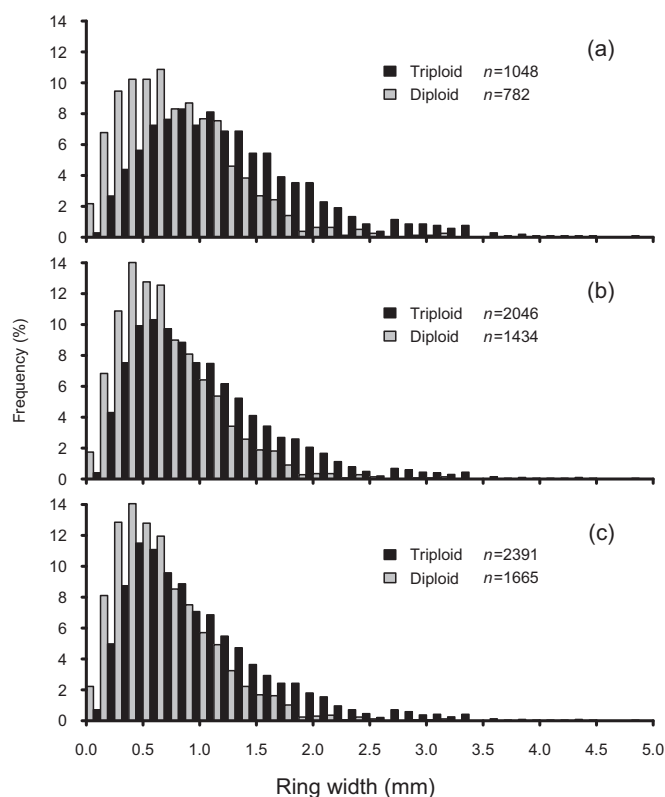 14
12
10
8
6
4
2
0
(a)
Triploid n=1048
Diploid n=782
14
12
10
8
6
4
2
0
(b)
Triploid n=2046
Diploid n=1434
Frequency (%)
14
12
10
8
6
4
2
0
(c)
Triploid n=2391
Diploid n=1665
0.0 0.5 1.0 1.5 2.0 2.5 3.0 3.5 4.0 4.5 5.0
Ring width (mm)